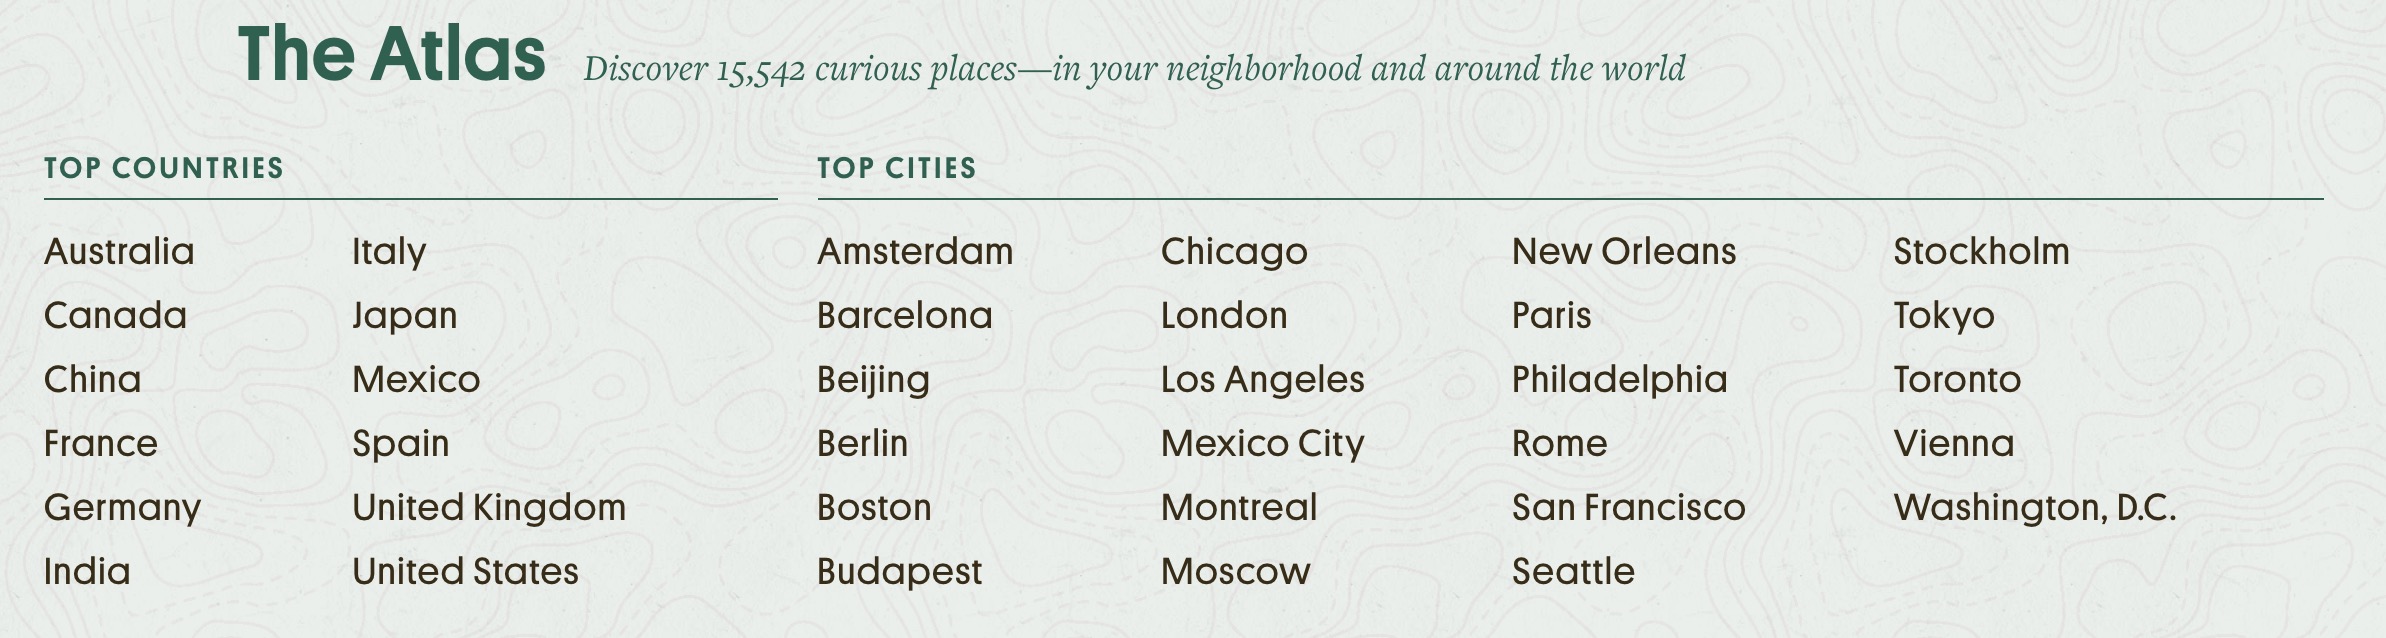 The Atlas
Discover 15,542 curious places—in your neighborhood and around the world
TOP COUNTRIES
Australia
Canada
China
France
Germany
India
Italy
Japan
Mexico
Spain
United Kingdom
United States
TOP CITIES
Amsterdam
Barcelona
Beijing
Berlin
Boston
Budapest
Chicago
London
Los Angeles
Mexico City
Montreal
Moscow
New Orleans
Paris
Philadelphia
Rome
San Francisco
Seattle
Stockholm
Tokyo
Toronto
Vienna
Washington, D.C.